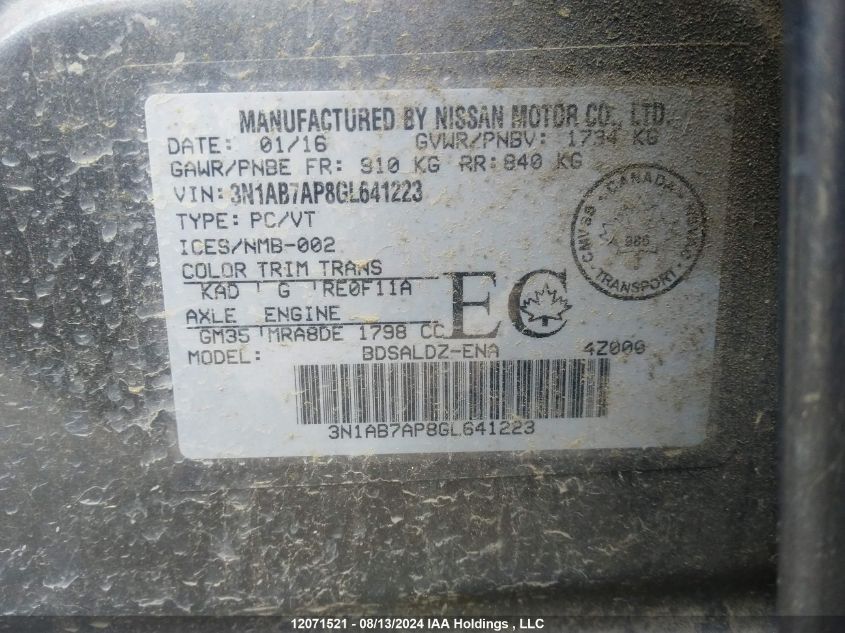 MANUFACTURED BY NISSAN MOTOR CO., LTD.
DATE: 01/16 GVWR/PNBV: 1734 KG
GAWR/PNBE FR: 910 KG RR: 840 KG
VIN: 3N1AB7AP8GL641223
TYPE: PC/VT
ICES/NMB-002
COLOR TRIM TRANS
KAD G RE0F11A
AXLE ENGINE
GM35 MRA8DE 1798 CC
EC
MODEL: BDSALDZ-ENA 4Z000
3N1AB7AP8GL641223
CANADA
CMVSS
TRANSPORT
12071521 - 08/13/2024 IAA Holdings , LLC